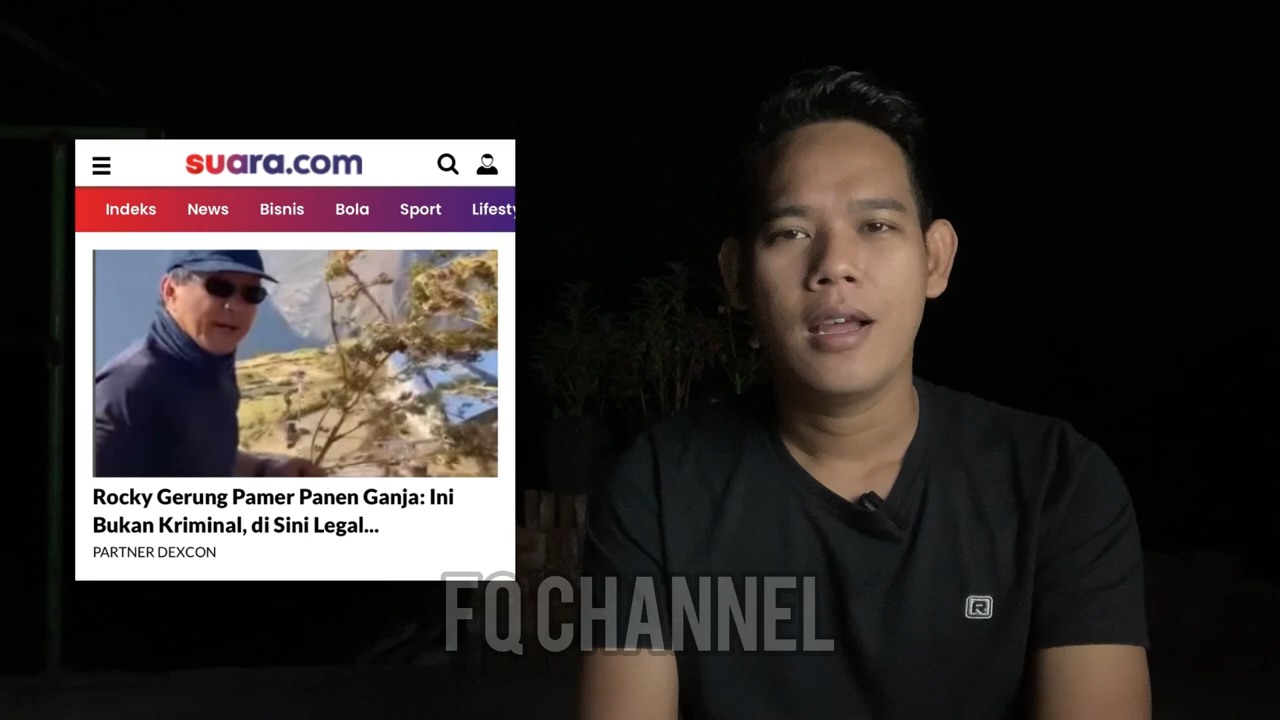 suara.com
Indeks News Bisnis Bola Sport Lifesty
Rocky Gerung Pamer Panen Ganja: Ini
Bukan Kriminal, di Sini Legal...
PARTNER DEXCON
FQ CHANNEL
R